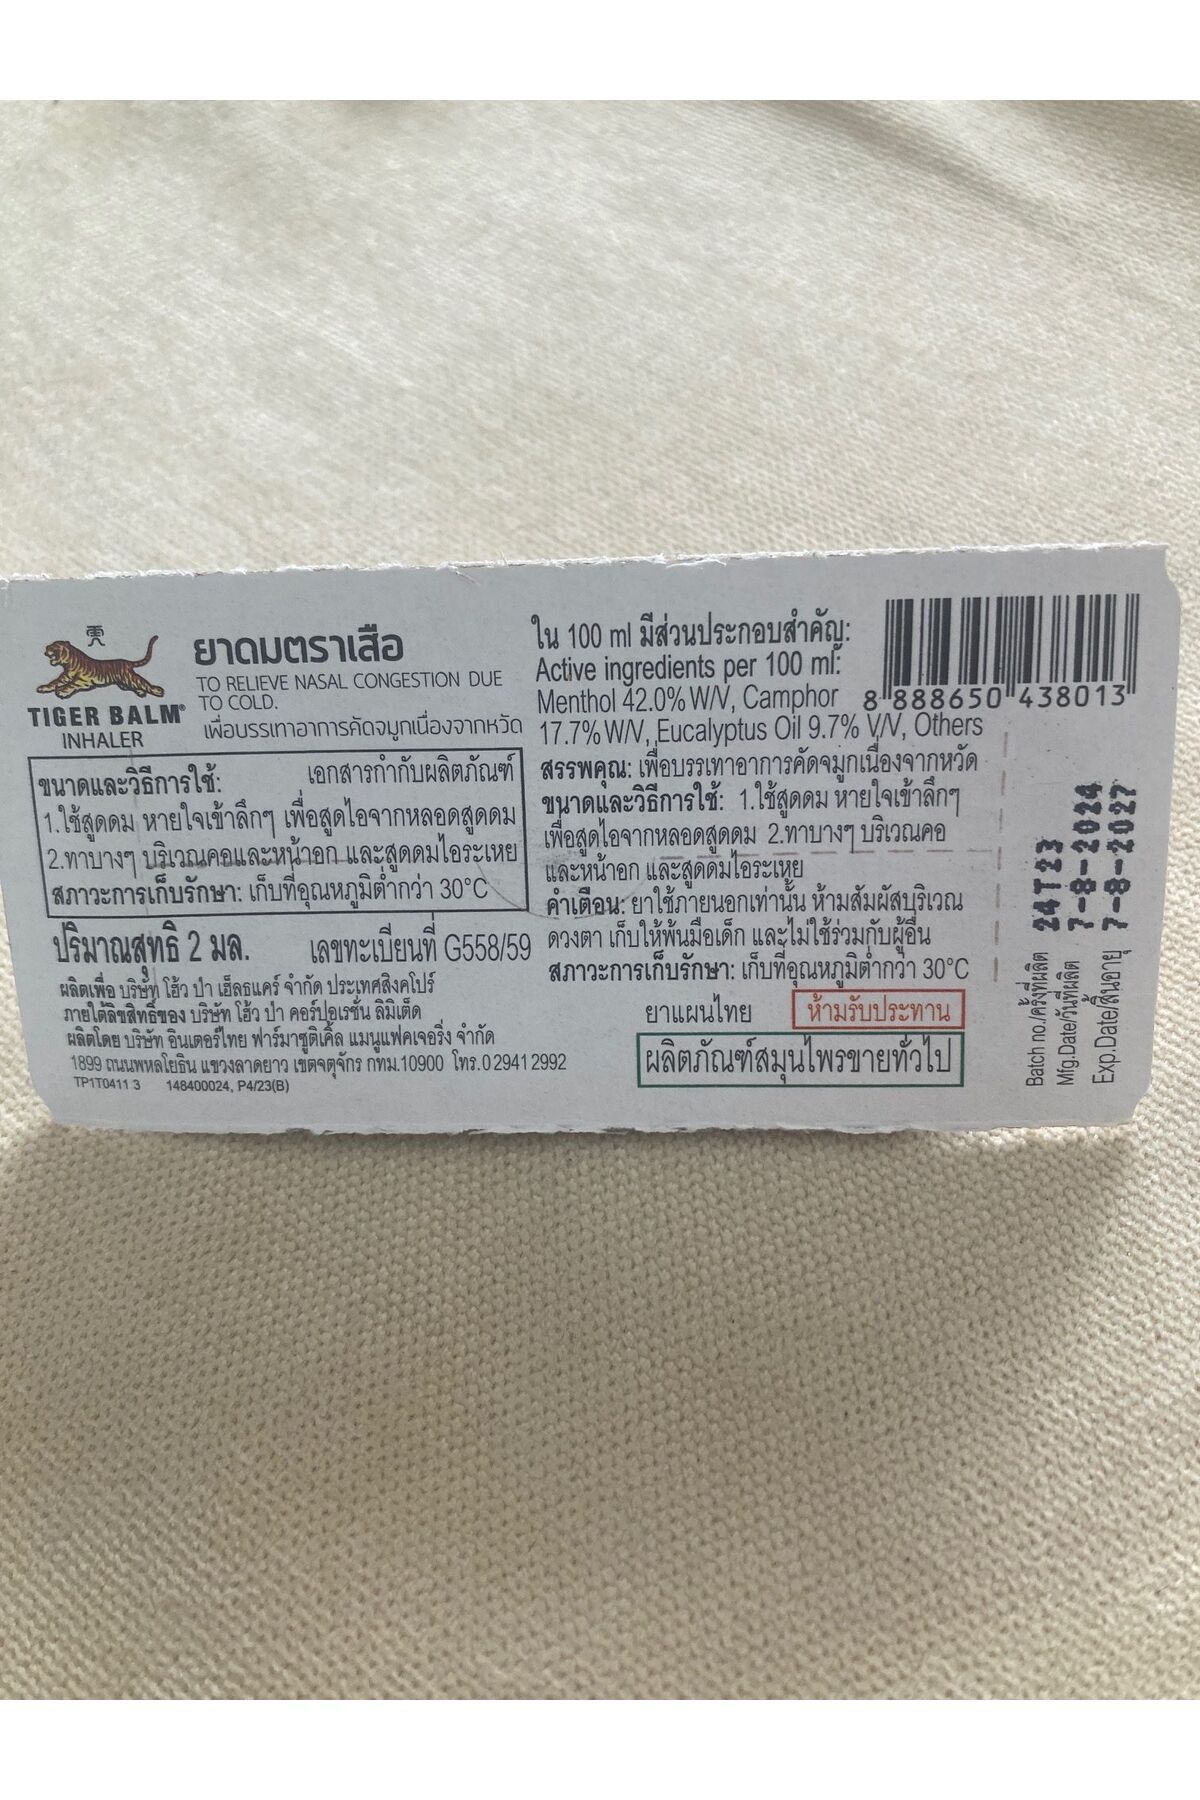 TIGER BALM®
INHALER
ยาดมตราเสือ
TO RELIEVE NASAL CONGESTION DUE
TO COLD.
เพื่อบรรเทาอาการคัดจมูกเนื่องจากหวัด
ขนาดและวิธีการใช้: เอกสารกำกับผลิตภัณฑ์
1.ใช้สูดดม หายใจเข้าลึกๆ เพื่อสูดไอจากหลอดสูดดม
2.ทาบางๆ บริเวณคอและหน้าอก และสูดดมไอระเหย
สภาวะการเก็บรักษา: เก็บที่อุณหภูมิต่ำกว่า 30°C
ปริมาณสุทธิ 2 มล. เลขทะเบียนที่ G558/59
ผลิตเพื่อ บริษัท โฮ้ว ป่า เฮ็ลธแคร์ จำกัด ประเทศสิงคโปร์
ภายใต้ลิขสิทธิ์ของ บริษัท โฮ้ว ป่า คอร์ปอเรชั่น ลิมิเต็ด
ผลิตโดย บริษัท อินเตอร์ไทย ฟาร์มาซูติเคิ้ล แมนูแฟคเจอริ่ง จำกัด
1899 ถนนพหลโยธิน แขวงลาดยาว เขตจตุจักร กทม.10900 โทร.0 2941 2992
TP1T0411 3 148400024, P4/23(B)
ใน 100 ml มีส่วนประกอบสำคัญ:
Active ingredients per 100 ml:
Menthol 42.0% W/V, Camphor
17.7% W/V, Eucalyptus Oil 9.7% V/V, Others
สรรพคุณ: เพื่อบรรเทาอาการคัดจมูกเนื่องจากหวัด
ขนาดและวิธีการใช้: 1.ใช้สูดดม หายใจเข้าลึกๆ
เพื่อสูดไอจากหลอดสูดดม 2.ทาบางๆ บริเวณคอ
และหน้าอก และสูดดมไอระเหย
คำเตือน: ยาใช้ภายนอกเท่านั้น ห้ามสัมผัสบริเวณ
ดวงตา เก็บให้พ้นมือเด็ก และไม่ใช้ร่วมกับผู้อื่น
สภาวะการเก็บรักษา: เก็บที่อุณหภูมิต่ำกว่า 30°C
ยาแผนไทย ห้ามรับประทาน
ผลิตภัณฑ์สมุนไพรขายทั่วไป
8 888650 438013
Batch no./ครั้งที่ผลิต 24T23
Mfg.Date/วันที่ผลิต 7-8-2024
Exp.Date/สิ้นอายุ 7-8-2027